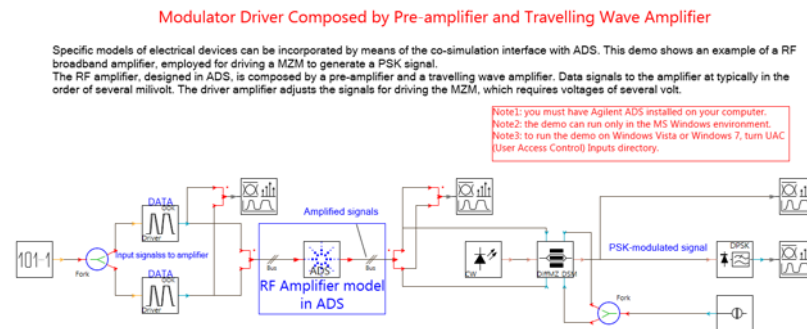 Modulator Driver Composed by Pre-amplifier and Travelling Wave Amplifier
Specific models of electrical devices can be incorporated by means of the co-simulation interface with ADS. This demo shows an example of a RF
broadband amplifier, employed for driving a MZM to generate a PSK signal.
The RF amplifier, designed in ADS, is composed by a pre-amplifier and a travelling wave amplifier. Data signals to the amplifier at typically in the
order of several milivolt. The driver amplifier adjusts the signals for driving the MZM, which requires voltages of several volt.
Note1: you must have Agilent ADS installed on your computer.
Note2: the demo can run only in the MS Windows environment.
Note3: to run the demo on Windows Vista or Windows 7, turn UAC
(User Access Control) Inputs directory.
DATA
OOK
Driver
Amplified signals
101-1
Fork
input signalss to amplifier
DATA
OOK
Driver
Bus
ADS
Bus
RF Amplifier model
in ADS
CW
DiffMZ_DSM
PSK-modulated signal
DPSK
Fork